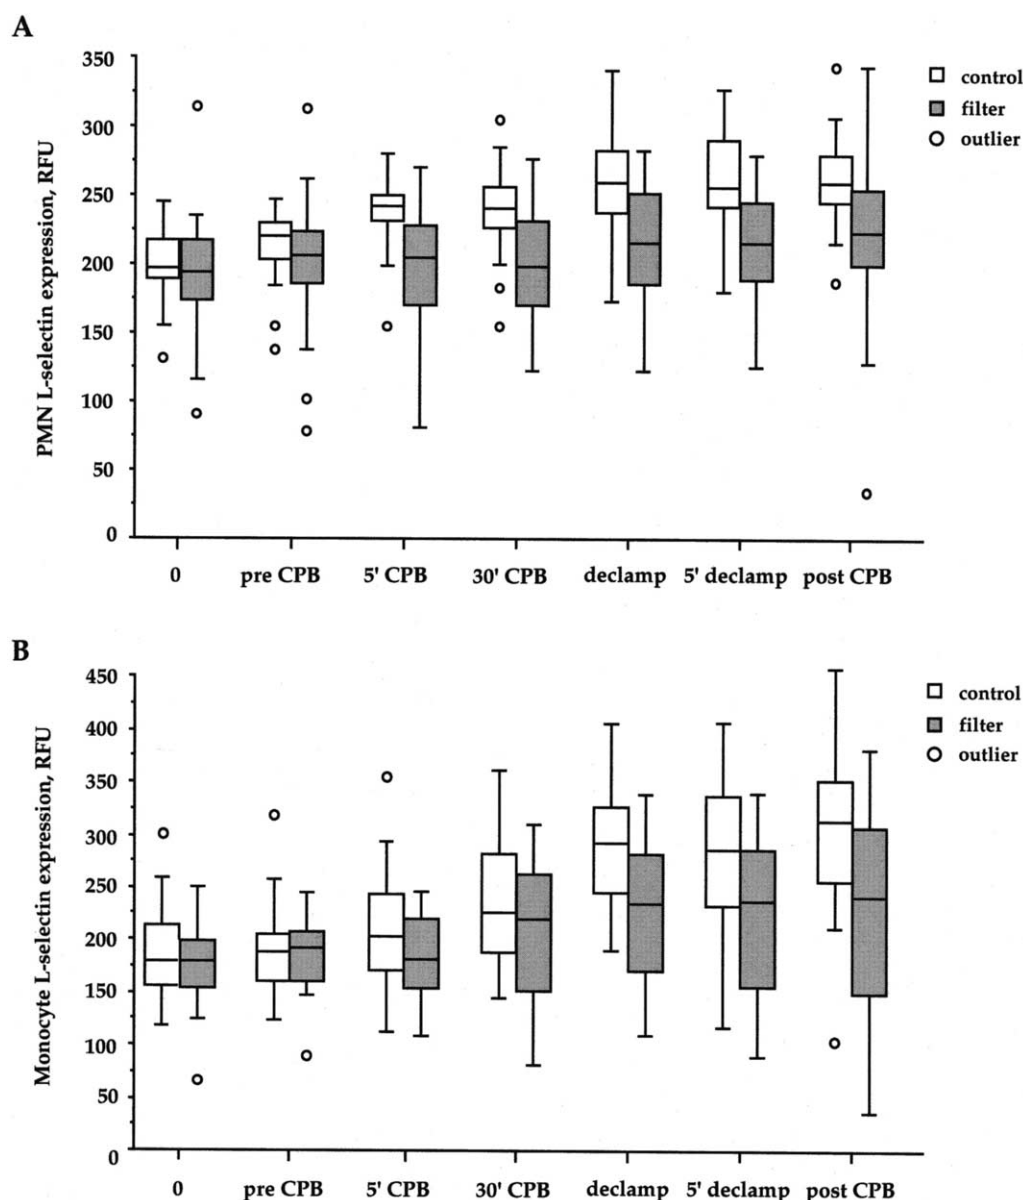 A
PMN L-selectin expression, RFU
350
300
250
200
150
100
50
0
0 pre CPB 5' CPB 30' CPB declamp 5' declamp post CPB
control
filter
outlier
B
Monocyte L-selectin expression, RFU
450
400
350
300
250
200
150
100
50
0
0 pre CPB 5' CPB 30' CPB declamp 5' declamp post CPB
control
filter
outlier